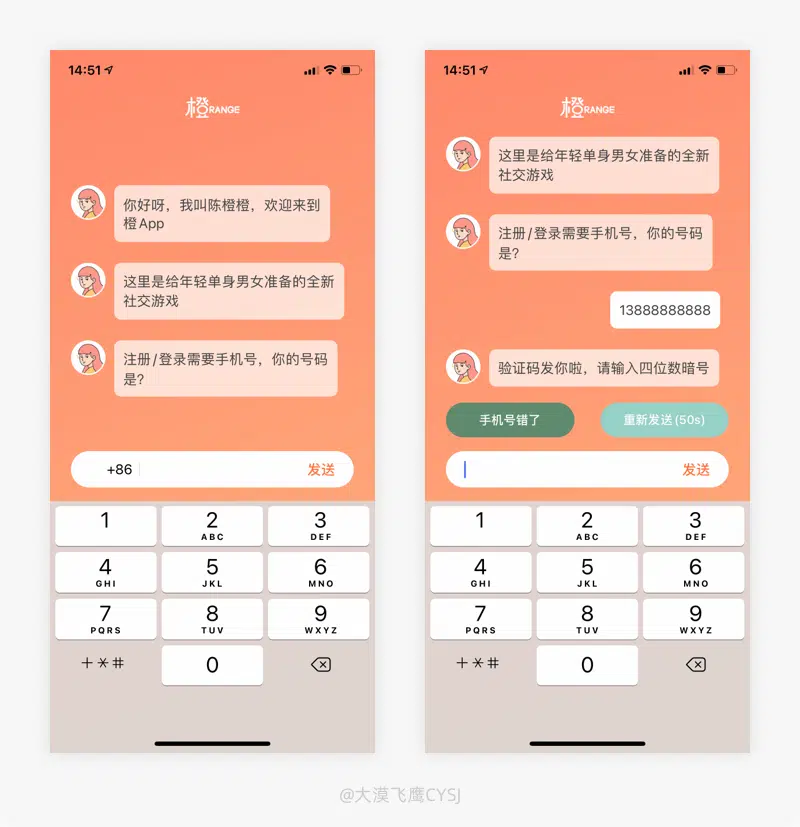 14:51
橙RANGE
你好呀，我叫陈橙橙，欢迎来到
橙App
这里是给年轻单身男女准备的全新
社交游戏
注册/登录需要手机号，你的号码
是？
+86
发送
1
2
ABC
3
DEF
4
GHI
5
JKL
6
MNO
7
PQRS
8
TUV
9
WXYZ
+*#
0
14:51
橙RANGE
这里是给年轻单身男女准备的全新
社交游戏
注册/登录需要手机号，你的号码
是？
13888888888
验证码发你啦，请输入四位数暗号
手机号错了
重新发送(50s)
发送
1
2
ABC
3
DEF
4
GHI
5
JKL
6
MNO
7
PQRS
8
TUV
9
WXYZ
+*#
0
@大漠飞鹰CYSJ